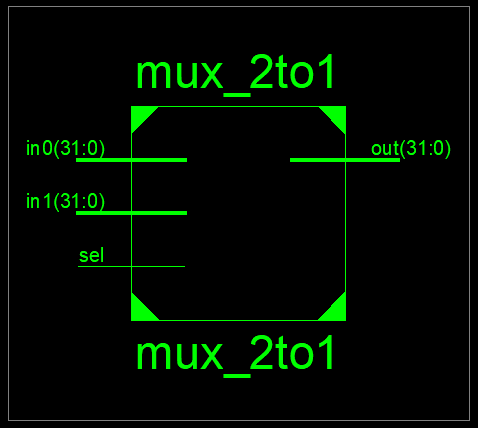 mux_2to1
in0(31:0)
out(31:0)
in1(31:0)
sel
mux_2to1